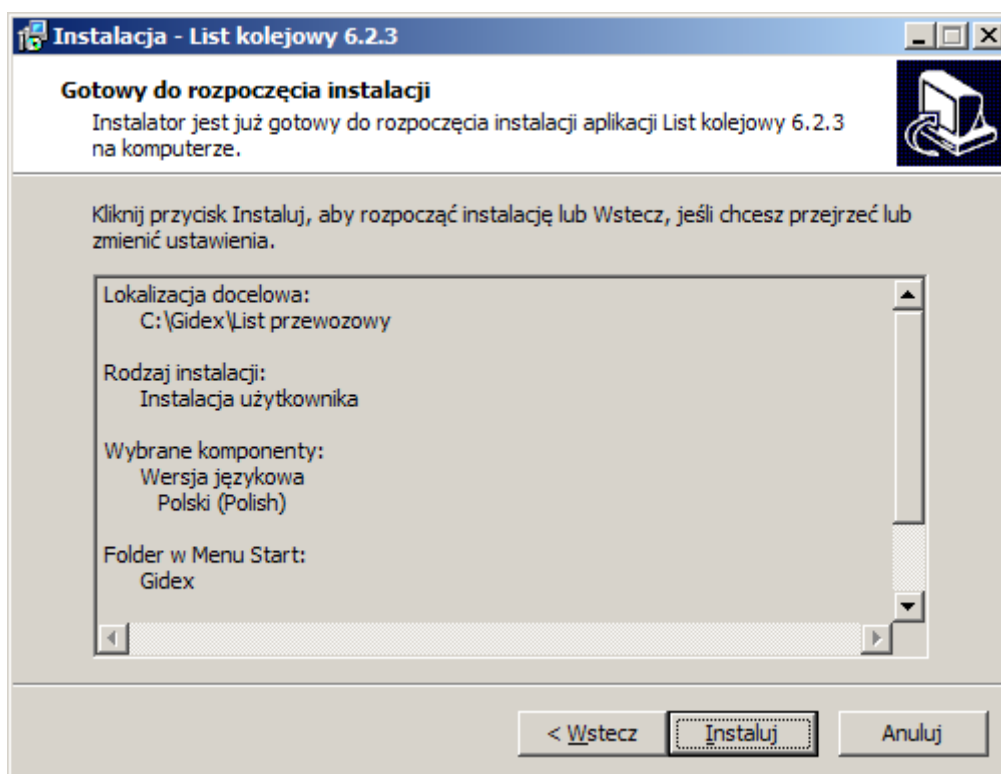 Instalacja - List kolejowy 6.2.3
Gotowy do rozpoczęcia instalacji
Instalator jest już gotowy do rozpoczęcia instalacji aplikacji List kolejowy 6.2.3
na komputerze.
Kliknij przycisk Instaluj, aby rozpocząć instalację lub Wstecz, jeśli chcesz przejrzeć lub
zmienić ustawienia.
Lokalizacja docelowa:
C:\Gidex\List przewozowy
Rodzaj instalacji:
Instalacja użytkownika
Wybrane komponenty:
Wersja językowa
Polski (Polish)
Folder w Menu Start:
Gidex
< Wstecz
Instaluj
Anuluj